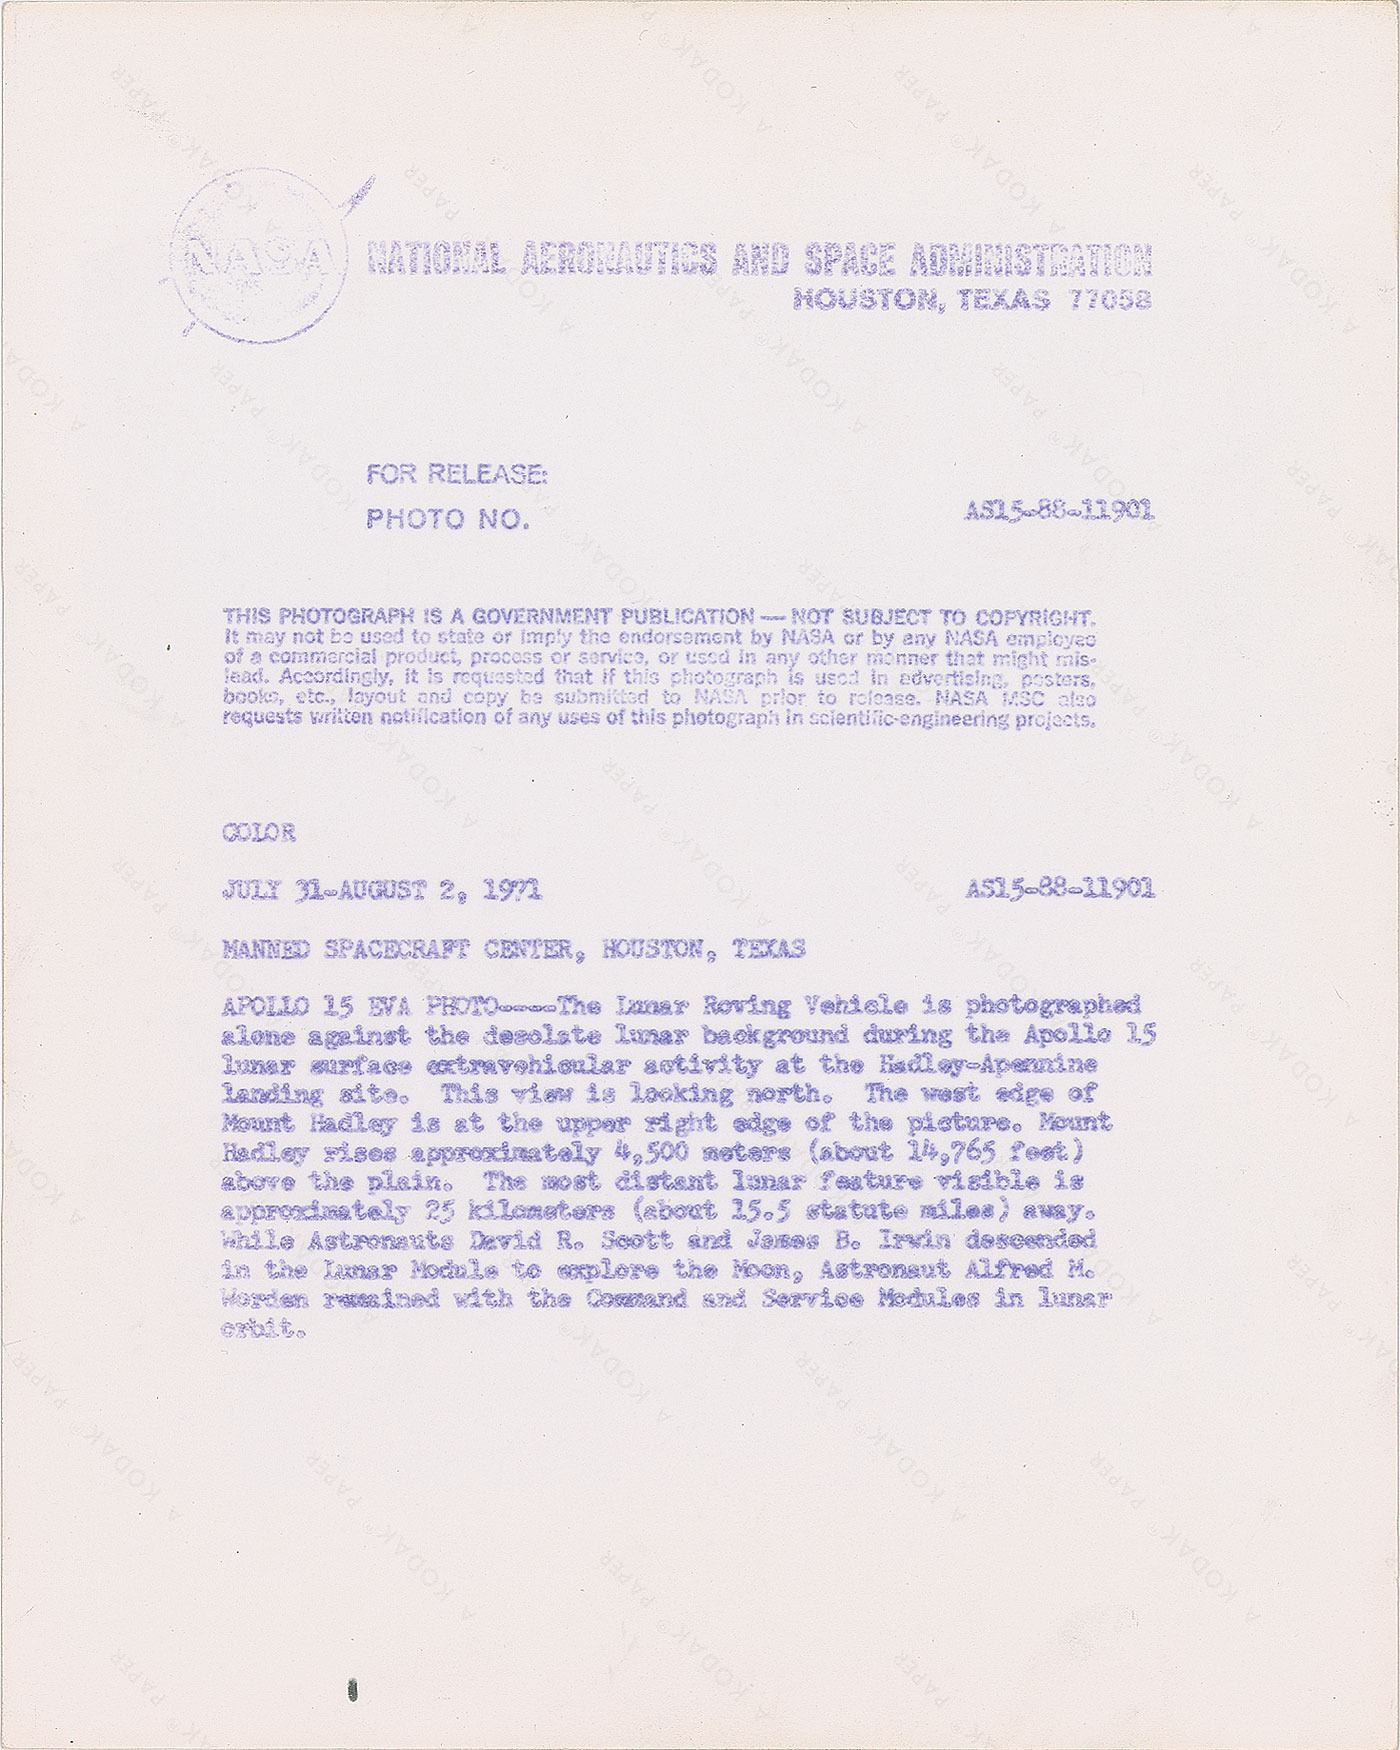 NASA NATIONAL AERONAUTICS AND SPACE ADMINISTRATION
HOUSTON, TEXAS 77058
FOR RELEASE:
PHOTO NO. AS15-88-11901
THIS PHOTOGRAPH IS A GOVERNMENT PUBLICATION — NOT SUBJECT TO COPYRIGHT.
It may not be used to state or imply the endorsement by NASA or by any NASA employee
of a commercial product, process or service, or used in any other manner that might mis-
lead. Accordingly, it is requested that if this photograph is used in advertising, posters,
books, etc., layout and copy be submitted to NASA prior to release. NASA MSC also
requests written notification of any uses of this photograph in scientific-engineering projects.
COLOR
JULY 31-AUGUST 2, 1971 AS15-88-11901
MANNED SPACECRAFT CENTER, HOUSTON, TEXAS
APOLLO 15 EVA PHOTO----The Lunar Roving Vehicle is photographed
alone against the desolate lunar background during the Apollo 15
lunar surface extravehicular activity at the Hadley-Apennine
landing site. This view is looking north. The west edge of
Mount Hadley is at the upper right edge of the picture. Mount
Hadley rises approximately 4,500 meters (about 14,765 feet)
above the plain. The most distant lunar feature visible is
approximately 25 kilometers (about 15.5 statute miles) away.
While Astronauts David R. Scott and James B. Irwin descended
in the Lunar Module to explore the Moon, Astronaut Alfred M.
Worden remained with the Command and Service Modules in lunar
orbit.